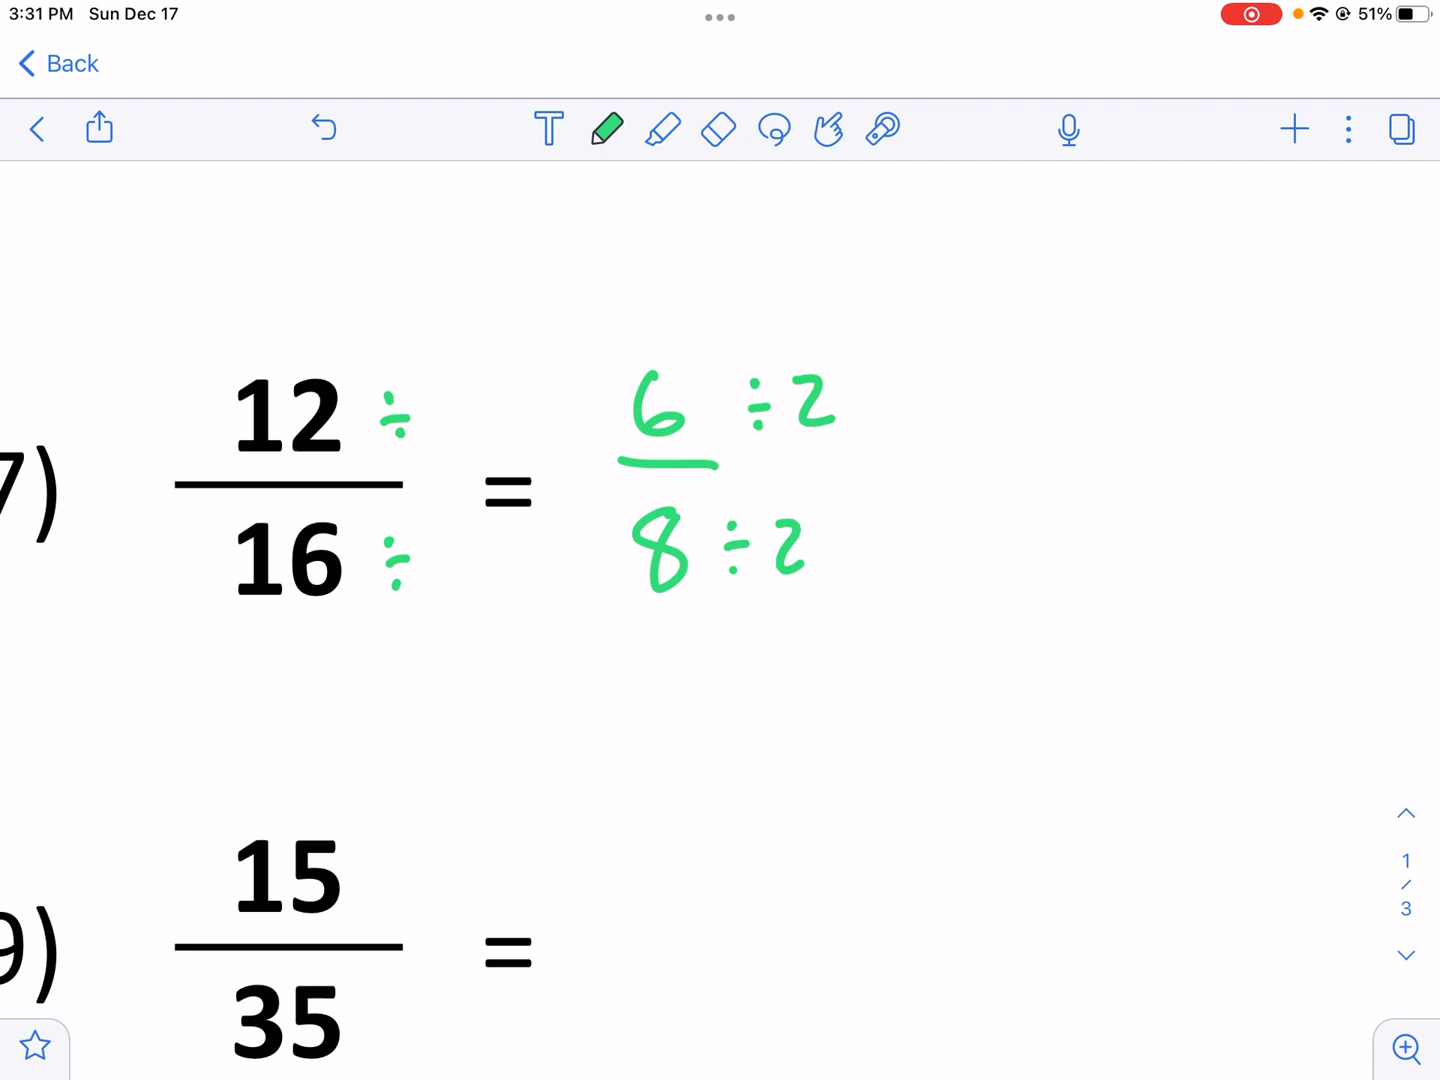 3:31 PM Sun Dec 17 51%
Back
12 ÷ 6 ÷ 2
7) =
16 ÷ 8 ÷ 2
15
9) =
35
1
/
3